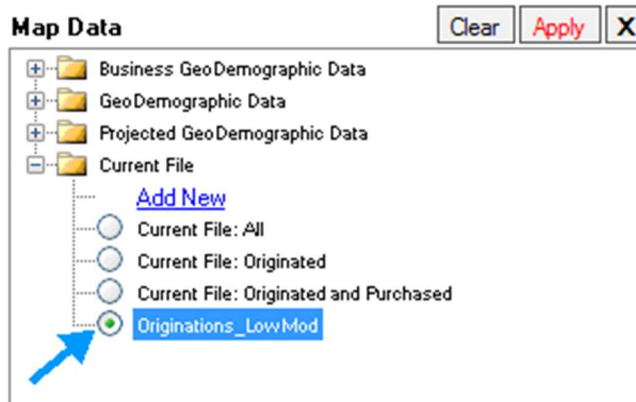 Map Data Clear Apply X
Business GeoDemographic Data
GeoDemographic Data
Projected GeoDemographic Data
Current File
Add New
Current File: All
Current File: Originated
Current File: Originated and Purchased
Originations_LowMod